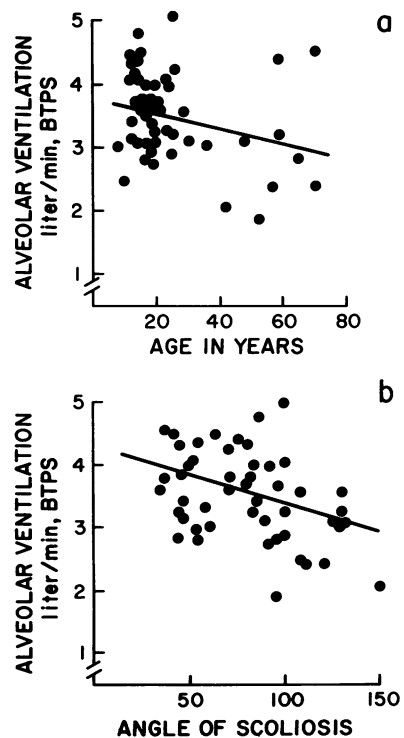 a
ALVEOLAR VENTILATION
liter/min, BTPS
5
4
3
2
1
20 40 60 80
AGE IN YEARS
b
ALVEOLAR VENTILATION
liter/min, BTPS
5
4
3
2
1
50 100 150
ANGLE OF SCOLIOSIS